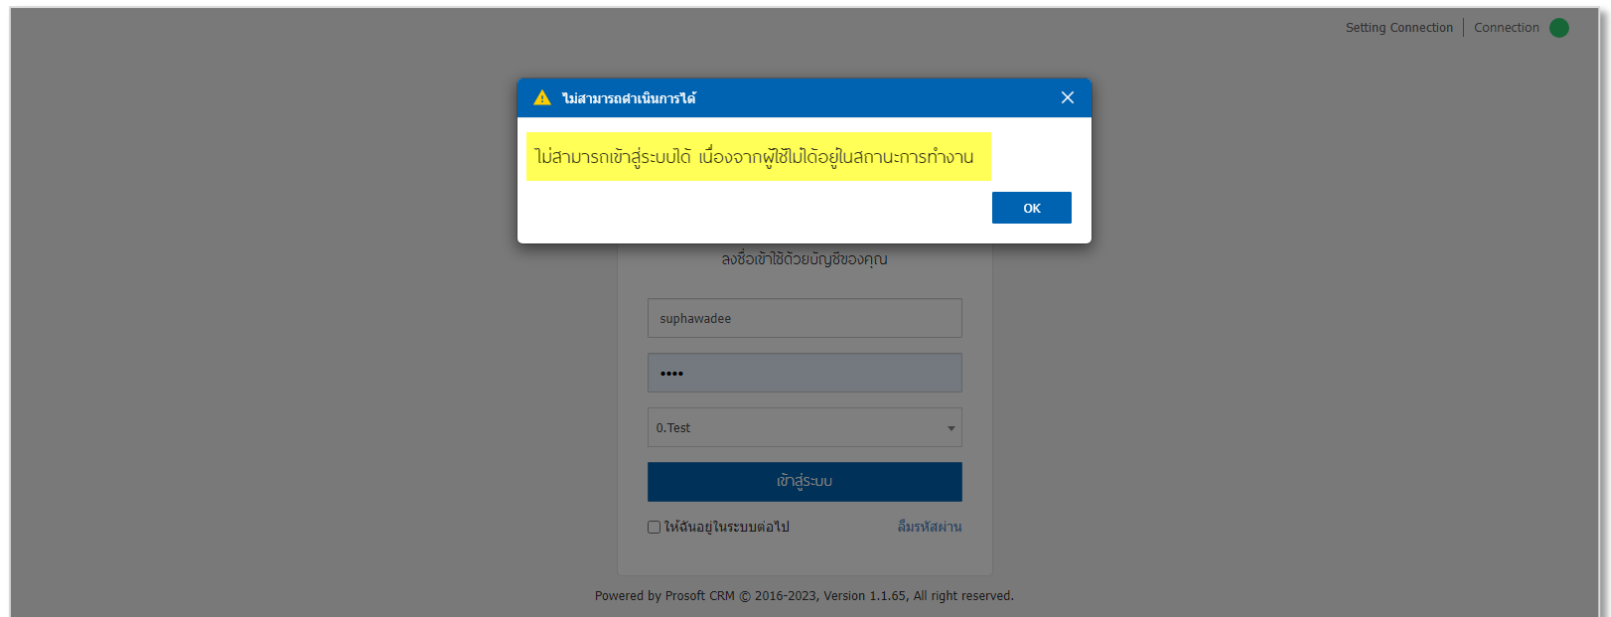 Setting Connection | Connection
ไม่สามารถดำเนินการได้
ไม่สามารถเข้าสู่ระบบได้ เนื่องจากผู้ใช้ไม่ได้อยู่ในสถานะการทำงาน
OK
ลงชื่อเข้าใช้ด้วยบัญชีของคุณ
suphawadee
••••
0.Test
เข้าสู่ระบบ
ให้ฉันอยู่ในระบบต่อไป ลืมรหัสผ่าน
Powered by Prosoft CRM © 2016-2023, Version 1.1.65, All right reserved.